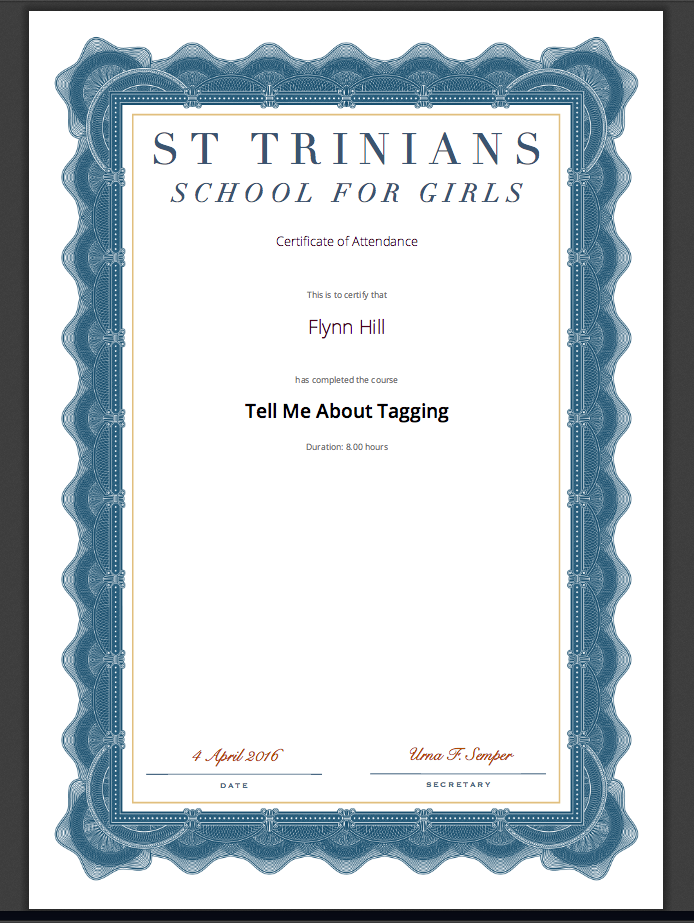 ST TRINIANS
SCHOOL FOR GIRLS
Certificate of Attendance
This is to certify that
Flynn Hill
has completed the course
Tell Me About Tagging
Duration: 8.00 hours
4 April 2016
DATE
Urna F. Semper
SECRETARY